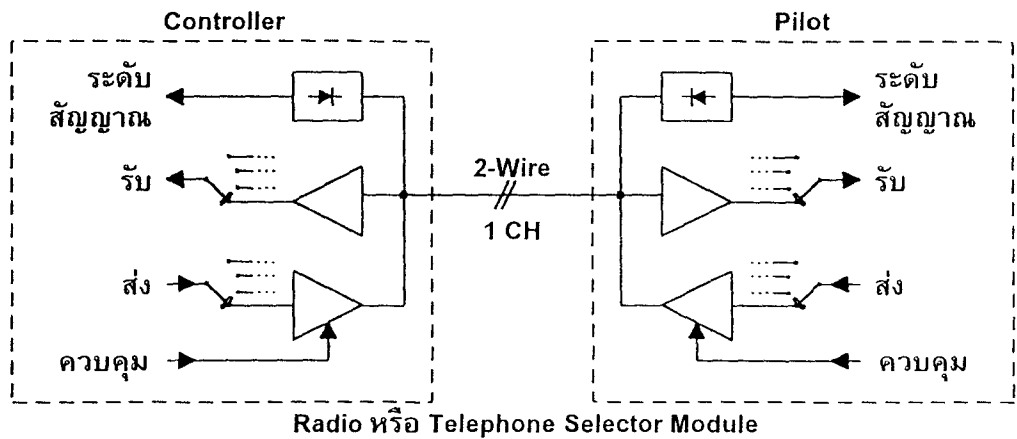 Controller
Pilot
ระดับ
สัญญาณ
รับ
ส่ง
ควบคุม
2-Wire
1 CH
ระดับ
สัญญาณ
รับ
ส่ง
ควบคุม
Radio หรือ Telephone Selector Module